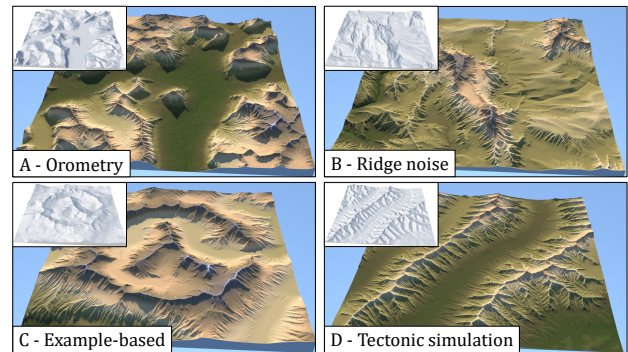 A - Orometry
B - Ridge noise
C - Example-based
D - Tectonic simulation